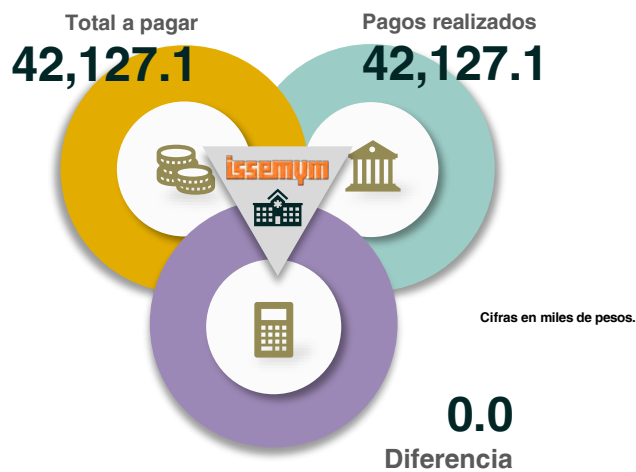 Total a pagar
42,127.1
Pagos realizados
42,127.1
issemym
Cifras en miles de pesos.
0.0
Diferencia